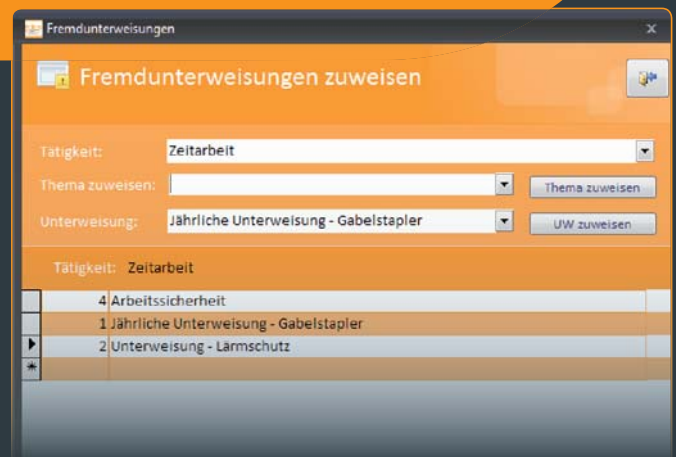 Fremdunterweisungen
Fremdunterweisungen zuweisen
Tätigkeit: Zeitarbeit
Thema zuweisen: Thema zuweisen
Unterweisung: Jährliche Unterweisung - Gabelstapler UW zuweisen
Tätigkeit: Zeitarbeit
4 Arbeitssicherheit
1 Jährliche Unterweisung - Gabelstapler
2 Unterweisung - Lärmschutz